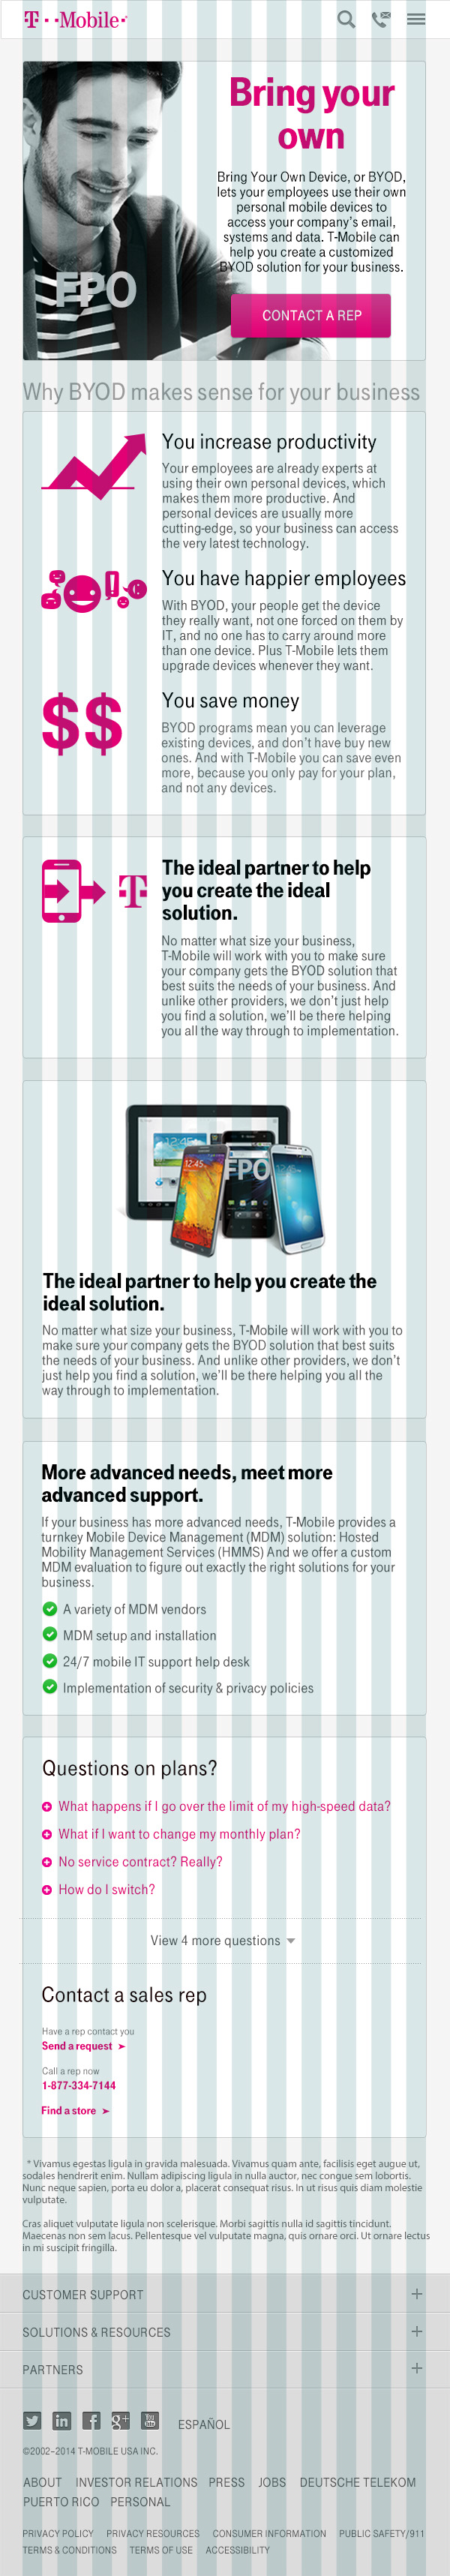 T··Mobile·
Bring your
own
Bring Your Own Device, or BYOD,
lets your employees use their own
personal mobile devices to
access your company's email,
systems and data. T-Mobile can
help you create a customized
BYOD solution for your business.
FPO
CONTACT A REP
Why BYOD makes sense for your business
You increase productivity
Your employees are already experts at
using their own personal devices, which
makes them more productive. And
personal devices are usually more
cutting-edge, so your business can access
the very latest technology.
You have happier employees
With BYOD, your people get the device
they really want, not one forced on them by
IT, and no one has to carry around more
than one device. Plus T-Mobile lets them
upgrade devices whenever they want.
$$
You save money
BYOD programs mean you can leverage
existing devices, and don't have buy new
ones. And with T-Mobile you can save even
more, because you only pay for your plan,
and not any devices.
T
The ideal partner to help
you create the ideal
solution.
No matter what size your business,
T-Mobile will work with you to make sure
your company gets the BYOD solution that
best suits the needs of your business. And
unlike other providers, we don't just help
you find a solution, we'll be there helping
you all the way through to implementation.
12:45
12:45
FPO
The ideal partner to help you create the
ideal solution.
No matter what size your business, T-Mobile will work with you to
make sure your company gets the BYOD solution that best suits
the needs of your business. And unlike other providers, we don't
just help you find a solution, we'll be there helping you all the
way through to implementation.
More advanced needs, meet more
advanced support.
If your business has more advanced needs, T-Mobile provides a
turnkey Mobile Device Management (MDM) solution: Hosted
Mobility Management Services (HMMS) And we offer a custom
MDM evaluation to figure out exactly the right solutions for your
business.
A variety of MDM vendors
MDM setup and installation
24/7 mobile IT support help desk
Implementation of security & privacy policies
Questions on plans?
What happens if I go over the limit of my high-speed data?
What if I want to change my monthly plan?
No service contract? Really?
How do I switch?
View 4 more questions
Contact a sales rep
Have a rep contact you
Send a request
Call a rep now
1-877-334-7144
Find a store
* Vivamus egestas ligula in gravida malesuada. Vivamus quam ante, facilisis eget augue ut,
sodales hendrerit enim. Nullam adipiscing ligula in nulla auctor, nec congue sem lobortis.
Nunc neque sapien, porta eu dolor a, placerat consequat risus. In ut risus quis diam molestie
vulputate.
Cras aliquet vulputate ligula non scelerisque. Morbi sagittis nulla id sagittis tincidunt.
Maecenas non sem lacus. Pellentesque vel vulputate magna, quis ornare orci. Ut ornare lectus
in mi suscipit fringilla.
CUSTOMER SUPPORT
SOLUTIONS & RESOURCES
PARTNERS
in f g+ You Tube ESPAÑOL
©2002–2014 T-MOBILE USA INC.
ABOUT INVESTOR RELATIONS PRESS JOBS DEUTSCHE TELEKOM
PUERTO RICO PERSONAL
PRIVACY POLICY PRIVACY RESOURCES CONSUMER INFORMATION PUBLIC SAFETY/911
TERMS & CONDITIONS TERMS OF USE ACCESSIBILITY